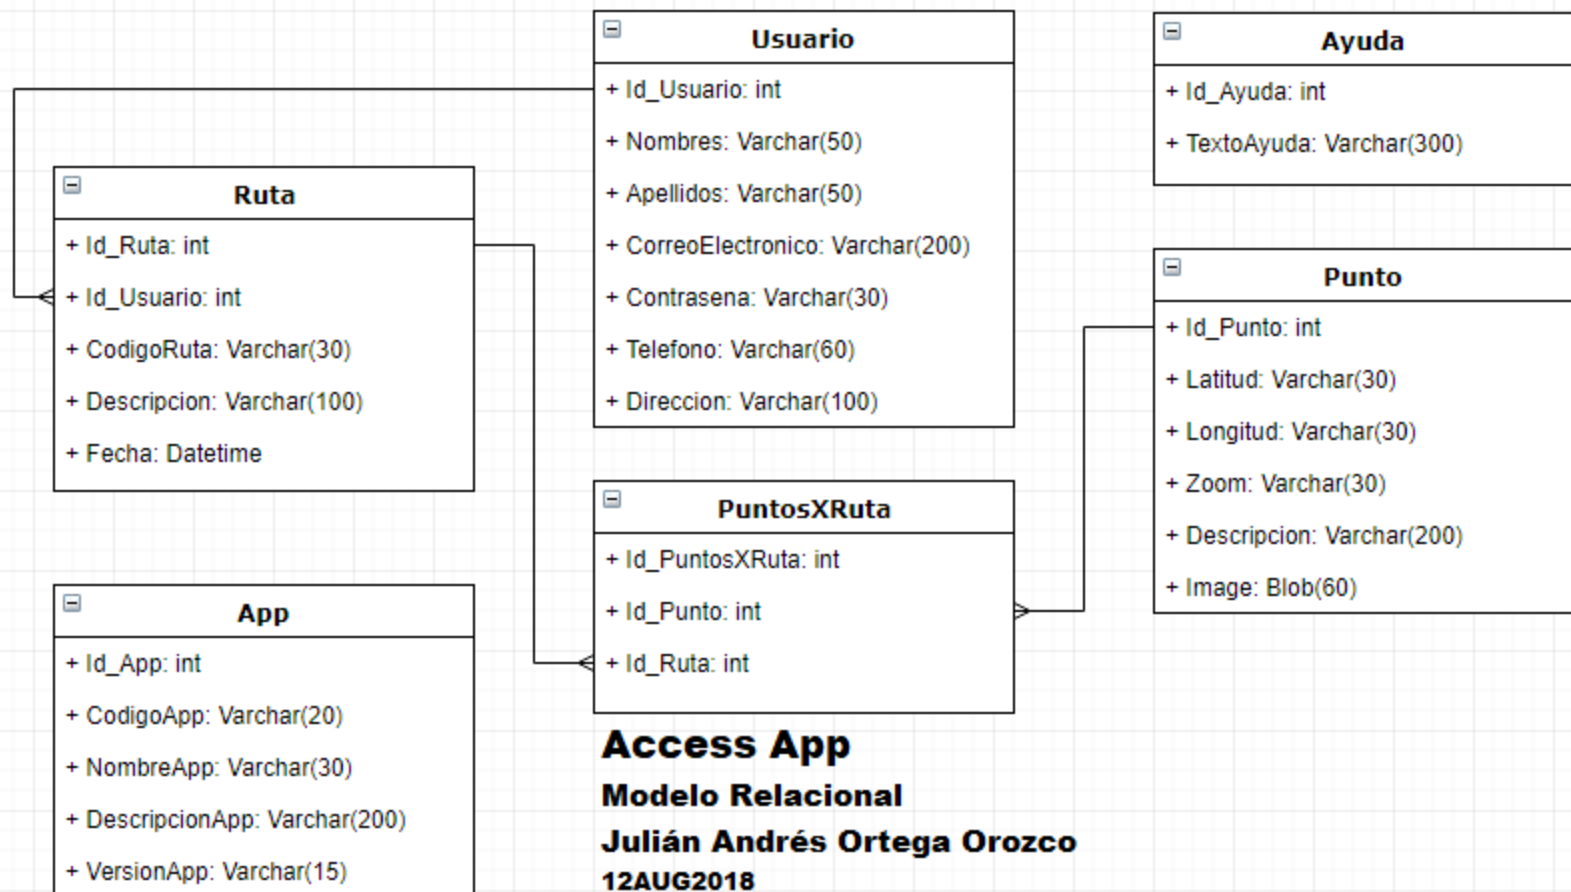 Usuario
+ Id_Usuario: int
+ Nombres: Varchar(50)
+ Apellidos: Varchar(50)
+ CorreoElectronico: Varchar(200)
+ Contrasena: Varchar(30)
+ Telefono: Varchar(60)
+ Direccion: Varchar(100)
Ayuda
+ Id_Ayuda: int
+ TextoAyuda: Varchar(300)
Ruta
+ Id_Ruta: int
+ Id_Usuario: int
+ CodigoRuta: Varchar(30)
+ Descripcion: Varchar(100)
+ Fecha: Datetime
Punto
+ Id_Punto: int
+ Latitud: Varchar(30)
+ Longitud: Varchar(30)
+ Zoom: Varchar(30)
+ Descripcion: Varchar(200)
+ Image: Blob(60)
PuntosXRuta
+ Id_PuntosXRuta: int
+ Id_Punto: int
+ Id_Ruta: int
App
+ Id_App: int
+ CodigoApp: Varchar(20)
+ NombreApp: Varchar(30)
+ DescripcionApp: Varchar(200)
+ VersionApp: Varchar(15)
Access App
Modelo Relacional
Julián Andrés Ortega Orozco
12AUG2018